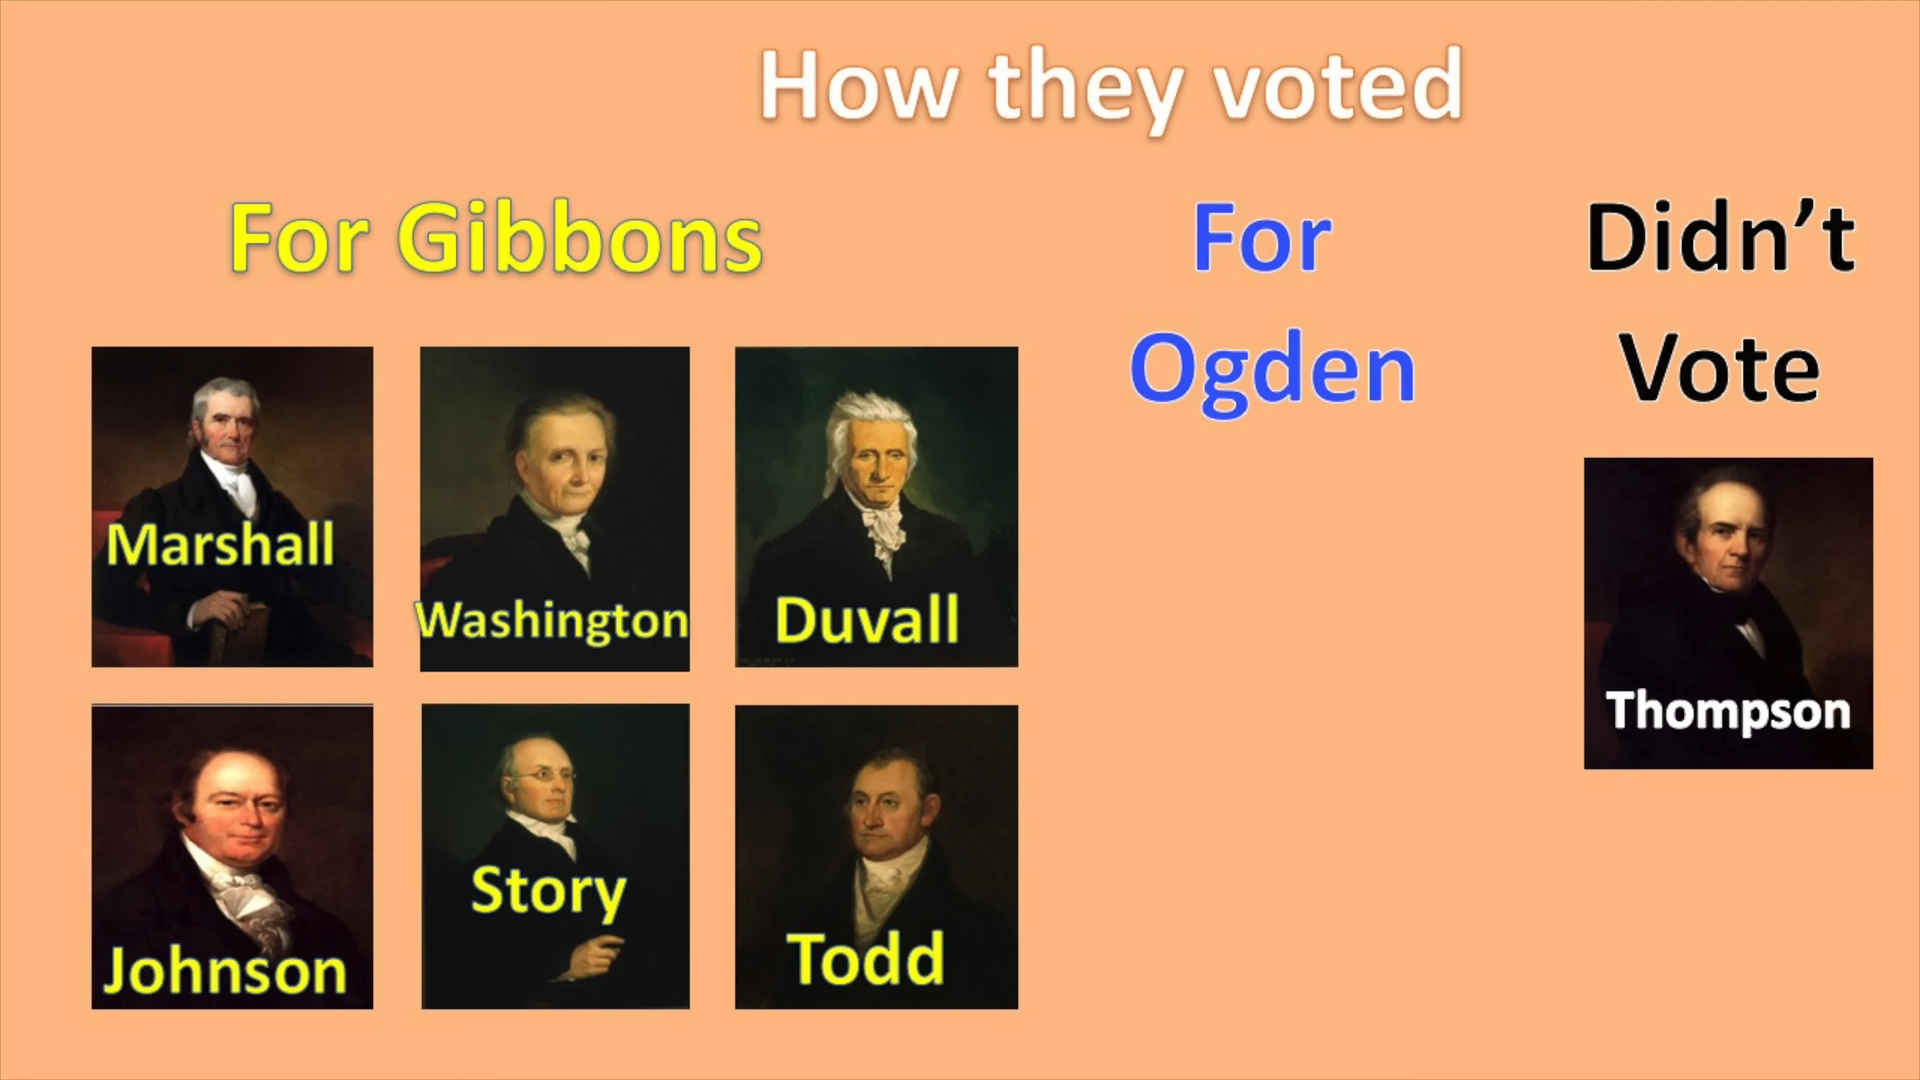 How they voted
For Gibbons
For
Ogden
Didn’t
Vote
Marshall
Washington
Duvall
Thompson
Johnson
Story
Todd